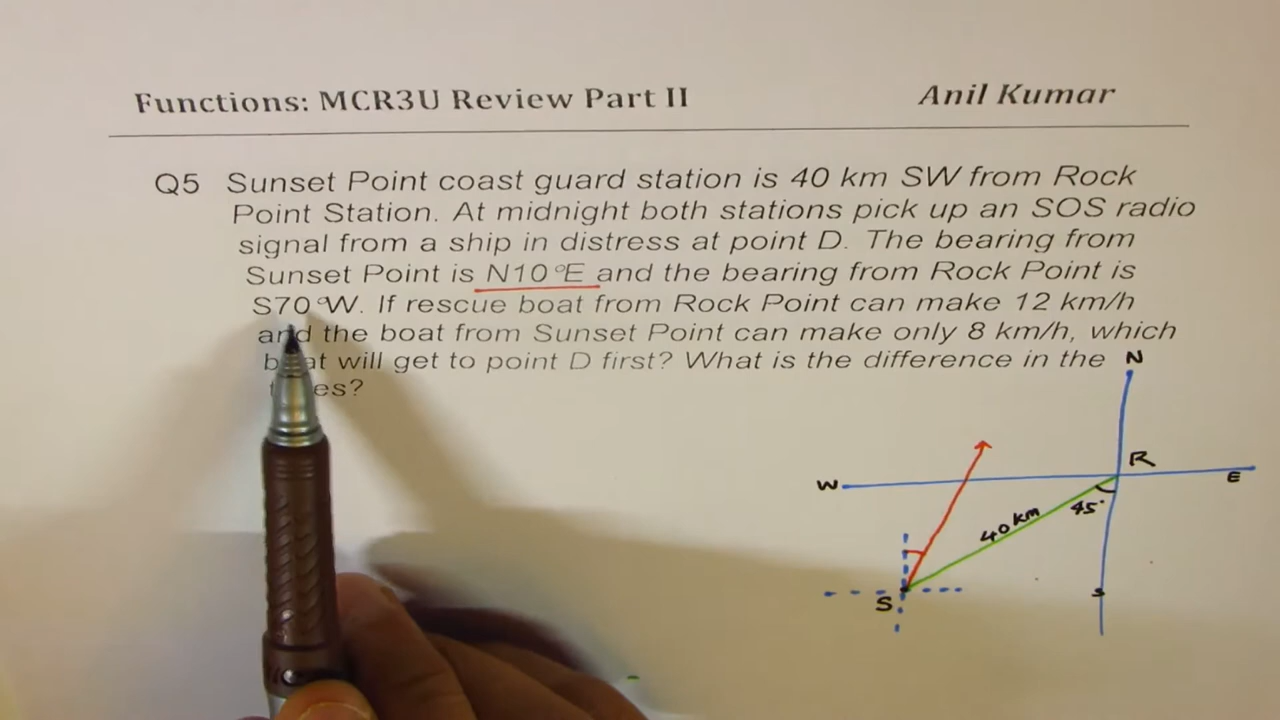 Functions: MCR3U Review Part II Anil Kumar
Q5 Sunset Point coast guard station is 40 km SW from Rock
Point Station. At midnight both stations pick up an SOS radio
signal from a ship in distress at point D. The bearing from
Sunset Point is N10°E and the bearing from Rock Point is
S70°W. If rescue boat from Rock Point can make 12 km/h
and the boat from Sunset Point can make only 8 km/h, which
will get to point D first? What is the difference in the
N
R
W
E
45°
40 km
S
S